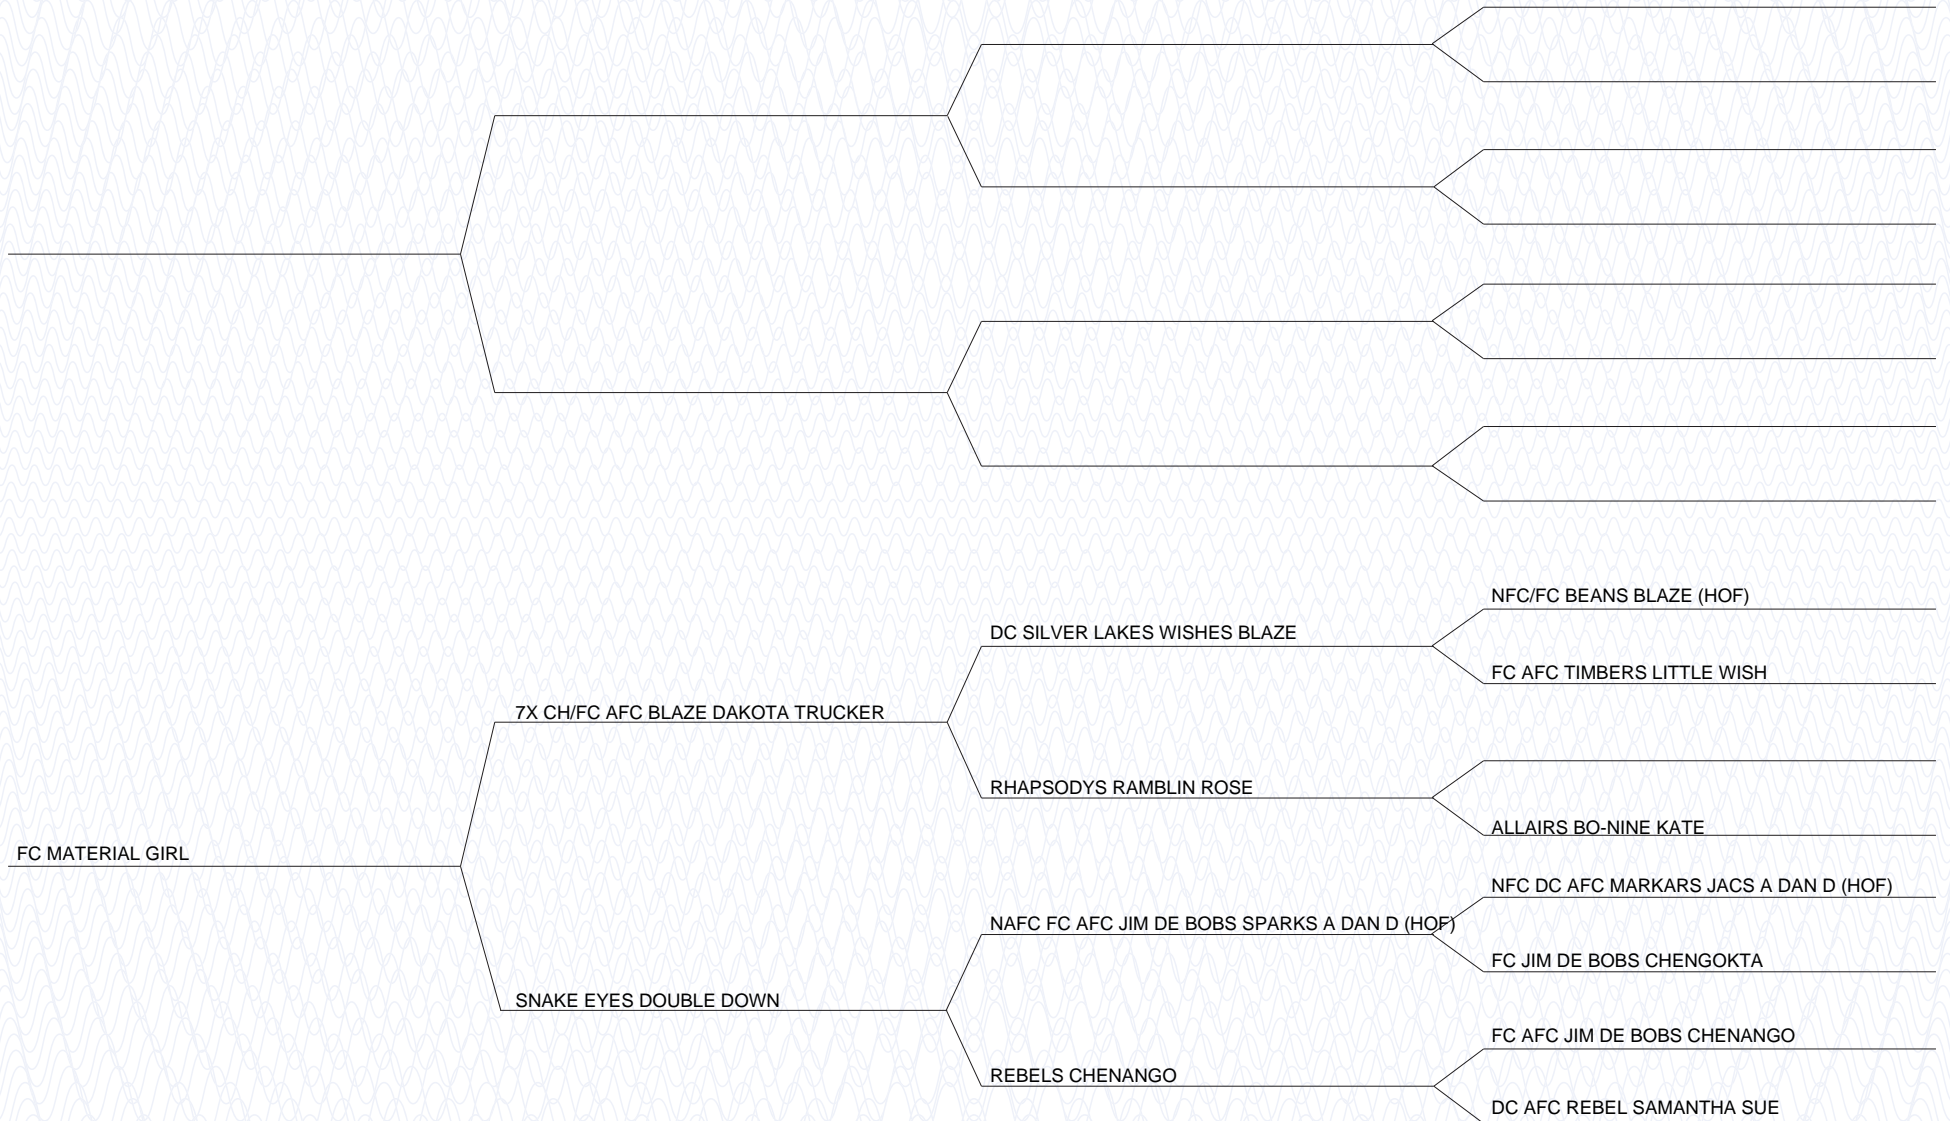 NFC/FC BEANS BLAZE (HOF)
DC SILVER LAKES WISHES BLAZE
FC AFC TIMBERS LITTLE WISH
7X CH/FC AFC BLAZE DAKOTA TRUCKER
RHAPSODYS RAMBLIN ROSE
ALLAIRS BO-NINE KATE
FC MATERIAL GIRL
NFC DC AFC MARKARS JACS A DAN D (HOF)
NAFC FC AFC JIM DE BOBS SPARKS A DAN D (HOF)
FC JIM DE BOBS CHENGOKTA
SNAKE EYES DOUBLE DOWN
FC AFC JIM DE BOBS CHENANGO
REBELS CHENANGO
DC AFC REBEL SAMANTHA SUE